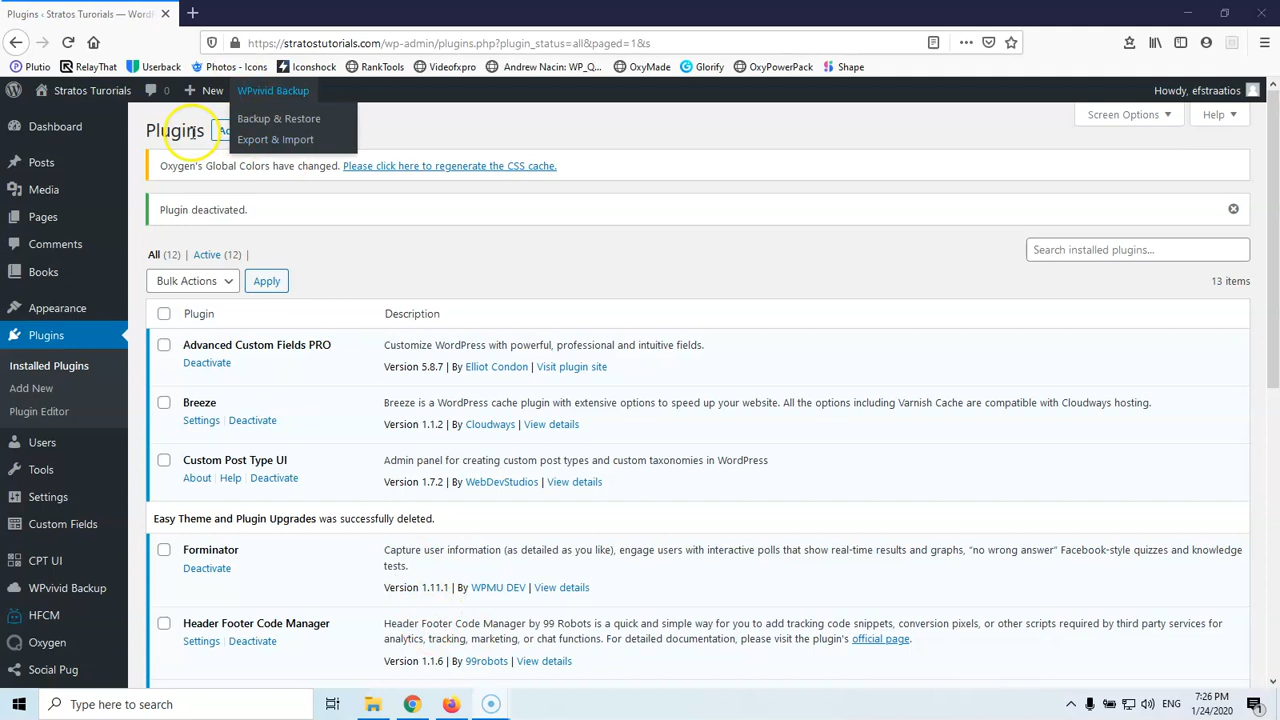 Plugins ‹ Stratos Turorials — WordP
https://stratostutorials.com/wp-admin/plugins.php?plugin_status=all&paged=1&s
Plutio RelayThat Userback Photos - Icons Iconshock RankTools Videofxpro Andrew Nacin: WP_Q... OxyMade Glorify OxyPowerPack Shape
Stratos Turorials 0 New WPvivid Backup Howdy, efstraatios
Backup & Restore
Export & Import
Screen Options Help
Plugins
Oxygen's Global Colors have changed. Please click here to regenerate the CSS cache.
Plugin deactivated.
All (12) | Active (12) |
Search installed plugins...
Bulk Actions Apply 13 items
Plugin Description
Advanced Custom Fields PRO
Deactivate
Customize WordPress with powerful, professional and intuitive fields.
Version 5.8.7 | By Elliot Condon | Visit plugin site
Breeze
Settings | Deactivate
Breeze is a WordPress cache plugin with extensive options to speed up your website. All the options including Varnish Cache are compatible with Cloudways hosting.
Version 1.1.2 | By Cloudways | View details
Custom Post Type UI
About | Help | Deactivate
Admin panel for creating custom post types and custom taxonomies in WordPress
Version 1.7.2 | By WebDevStudios | View details
Easy Theme and Plugin Upgrades was successfully deleted.
Forminator
Deactivate
Capture user information (as detailed as you like), engage users with interactive polls that show real-time results and graphs, “no wrong answer” Facebook-style quizzes and knowledge
tests.
Version 1.11.1 | By WPMU DEV | View details
Header Footer Code Manager
Settings | Deactivate
Header Footer Code Manager by 99 Robots is a quick and simple way for you to add tracking code snippets, conversion pixels, or other scripts required by third party services for
analytics, tracking, marketing, or chat functions. For detailed documentation, please visit the plugin's official page.
Version 1.1.6 | By 99robots | View details
Dashboard
Posts
Media
Pages
Comments
Books
Appearance
Plugins
Installed Plugins
Add New
Plugin Editor
Users
Tools
Settings
Custom Fields
CPT UI
WPvivid Backup
HFCM
Oxygen
Social Pug
Type here to search
ENG
7:26 PM
1/24/2020
1